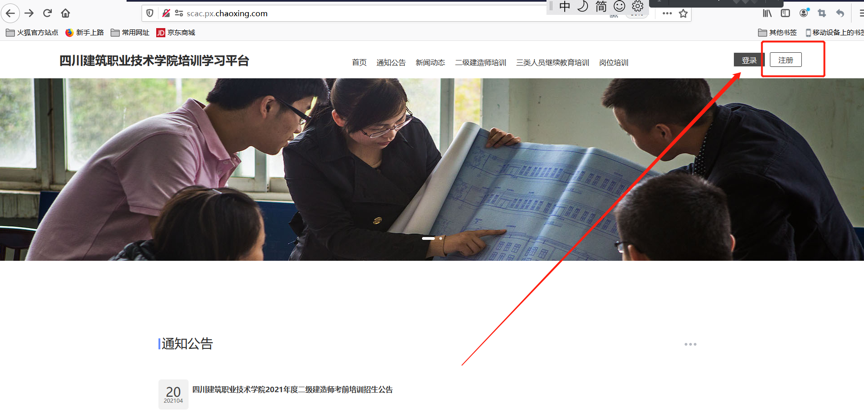 中 简
scac.px.chaoxing.com
火狐官方站点 新手上路 常用网址 JD 京东商城 其他书签 移动设备上的书签
四川建筑职业技术学院培训学习平台 首页 通知公告 新闻动态 二级建造师培训 三类人员继续教育培训 岗位培训 登录 注册
通知公告
20 四川建筑职业技术学院2021年度二级建造师考前培训招生公告
202104